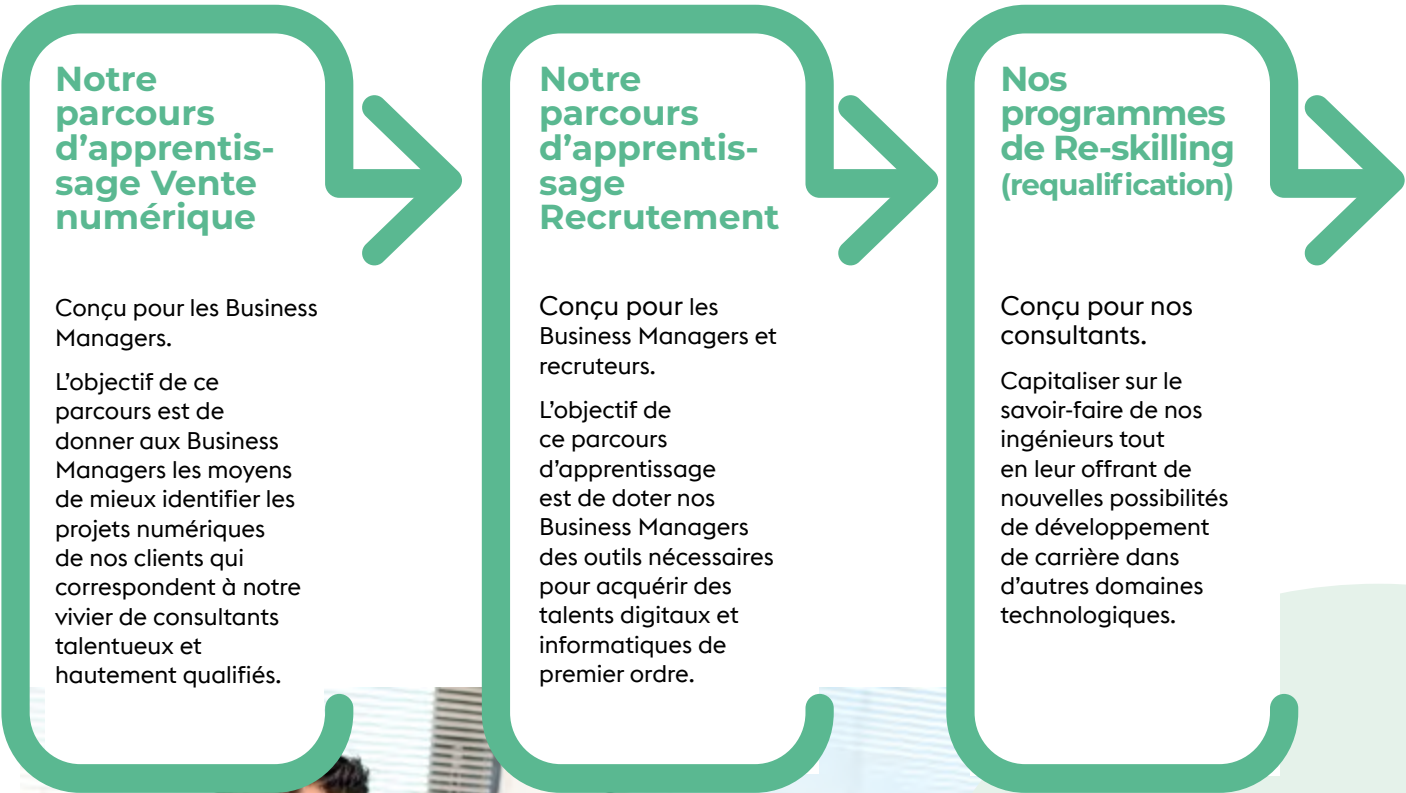 Notre
parcours
d'apprentis-
sage Vente
numérique
Conçu pour les Business
Managers.
L'objectif de ce
parcours est de
donner aux Business
Managers les moyens
de mieux identifier les
projets numériques
de nos clients qui
correspondent à notre
vivier de consultants
talentueux et
hautement qualifiés.
Notre
parcours
d'apprentis-
sage
Recrutement
Conçu pour les
Business Managers et
recruteurs.
L'objectif de
ce parcours
d'apprentissage
est de doter nos
Business Managers
des outils nécessaires
pour acquérir des
talents digitaux et
informatiques de
premier ordre.
Nos
programmes
de Re-skilling
(requalification)
Conçu pour nos
consultants.
Capitaliser sur le
savoir-faire de nos
ingénieurs tout
en leur offrant de
nouvelles possibilités
de développement
de carrière dans
d'autres domaines
technologiques.